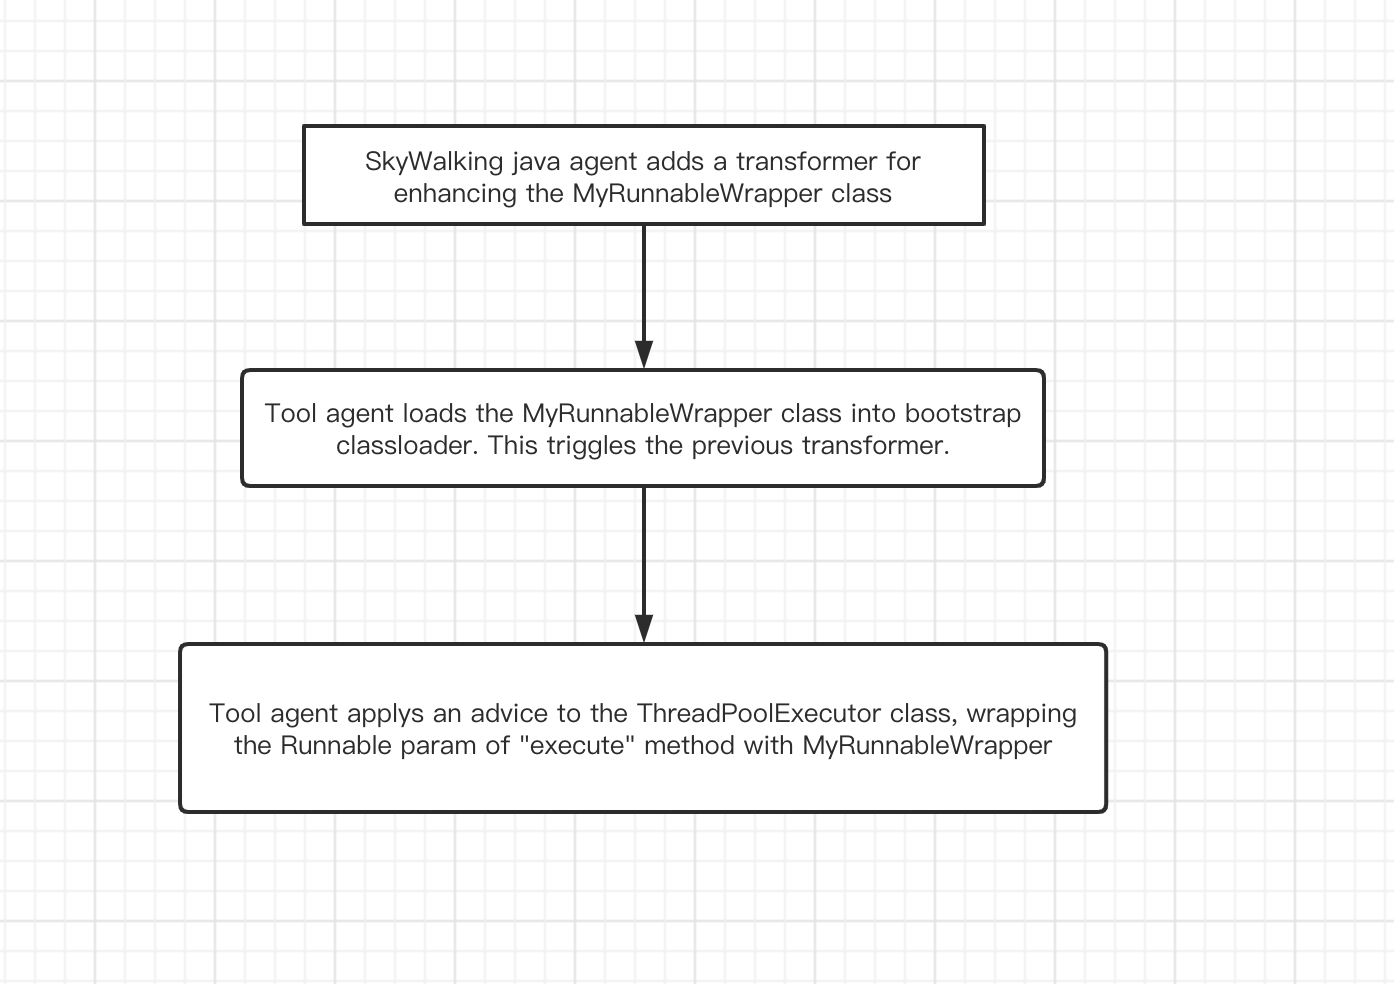 SkyWalking java agent adds a transformer for
enhancing the MyRunnableWrapper class
Tool agent loads the MyRunnableWrapper class into bootstrap
classloader. This triggles the previous transformer.
Tool agent applys an advice to the ThreadPoolExecutor class, wrapping
the Runnable param of "execute" method with MyRunnableWrapper